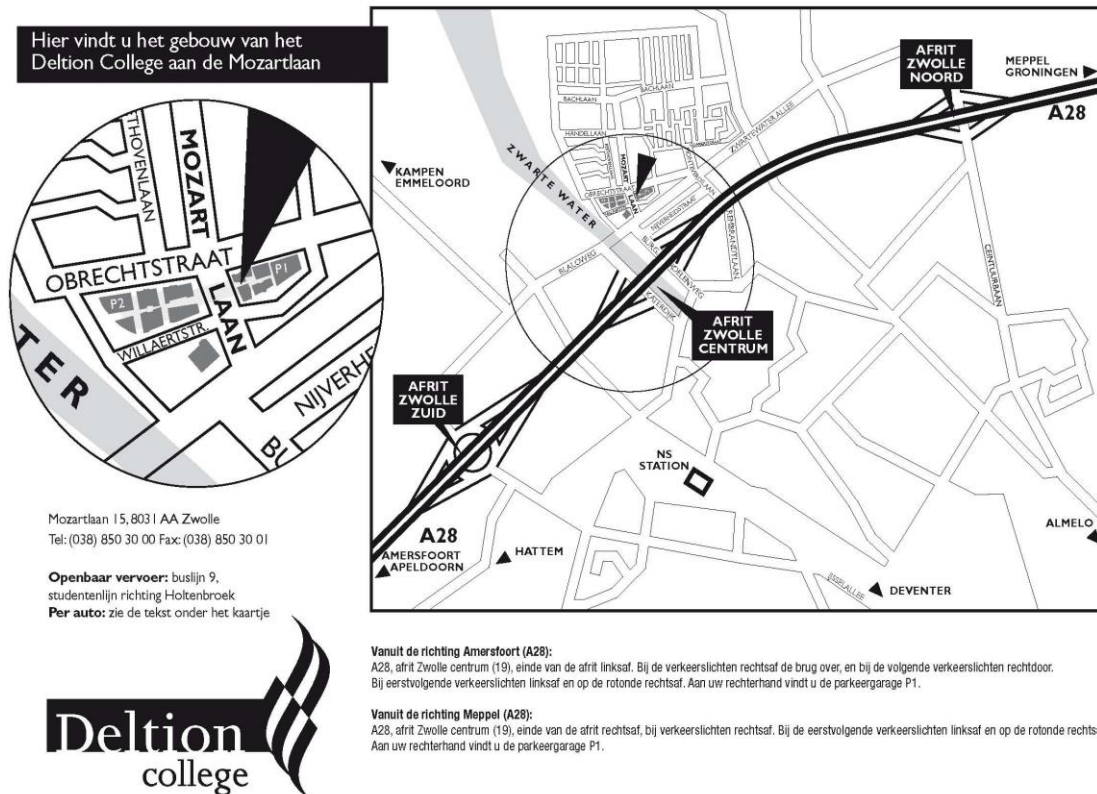 Hier vindt u het gebouw van het
Deltion College aan de Mozartlaan
THOVENLAAN
MOZART
LAAN
OBRECHTSTRAAT
P1
P2
WILLAERTSTR.
TER
NIJVERHE
BU
Mozartlaan 15, 8031 AA Zwolle
Tel: (038) 850 30 00 Fax: (038) 850 30 01
Openbaar vervoer: buslijn 9,
studentenlijn richting Holtenbroek
Per auto: zie de tekst onder het kaartje
Deltion
college
AFRIT
ZWOLLE
NOORD
MEPPEL
GRONINGEN
A28
BACHLAAN
BACHLAAN
HÄNDELLAAN
ZWARTEWATER ALLEE
MOZART
LAAN
OBRECHTSTRAAT
ZWARTE WATER
KAMPEN
EMMELOORD
NIJVERHEIDSTRAAT
REMBRANDTLAAN
CEINTUURBAAN
BLALOWEG
KATERDIJK
AFRIT
ZWOLLE
CENTRUM
AFRIT
ZWOLLE
ZUID
NS
STATION
A28
AMERSFOORT
APELDOORN
HATTEM
ALMELO
IJSSELALLEE
DEVENTER
Vanuit de richting Amersfoort (A28):
A28, afrit Zwolle centrum (19), einde van de afrit linksaf. Bij de verkeerslichten rechtsaf de brug over, en bij de volgende verkeerslichten rechtdoor.
Bij eerstvolgende verkeerslichten linksaf en op de rotonde rechtsaf. Aan uw rechterhand vindt u de parkeergarage P1.
Vanuit de richting Meppel (A28):
A28, afrit Zwolle centrum (19), einde van de afrit rechtsaf, bij verkeerslichten rechtsaf. Bij de eerstvolgende verkeerslichten linksaf en op de rotonde rechts
Aan uw rechterhand vindt u de parkeergarage P1.